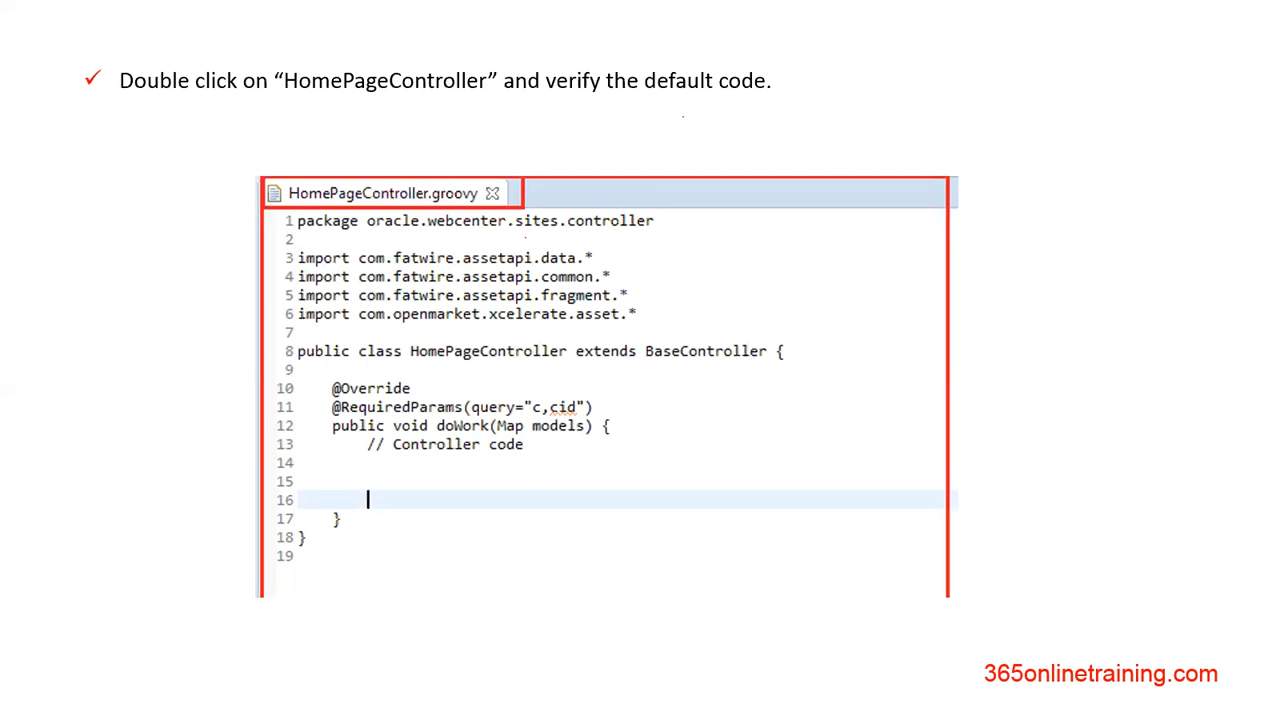 ✓ Double click on “HomePageController” and verify the default code.
HomePageController.groovy
1 package oracle.webcenter.sites.controller
2
3 import com.fatwire.assetapi.data.*
4 import com.fatwire.assetapi.common.*
5 import com.fatwire.assetapi.fragment.*
6 import com.openmarket.xcelerate.asset.*
7
8 public class HomePageController extends BaseController {
9
10     @Override
11     @RequiredParams(query="c,cid")
12     public void doWork(Map models) {
13         // Controller code
14
15
16
17     }
18 }
19
365onlinetraining.com